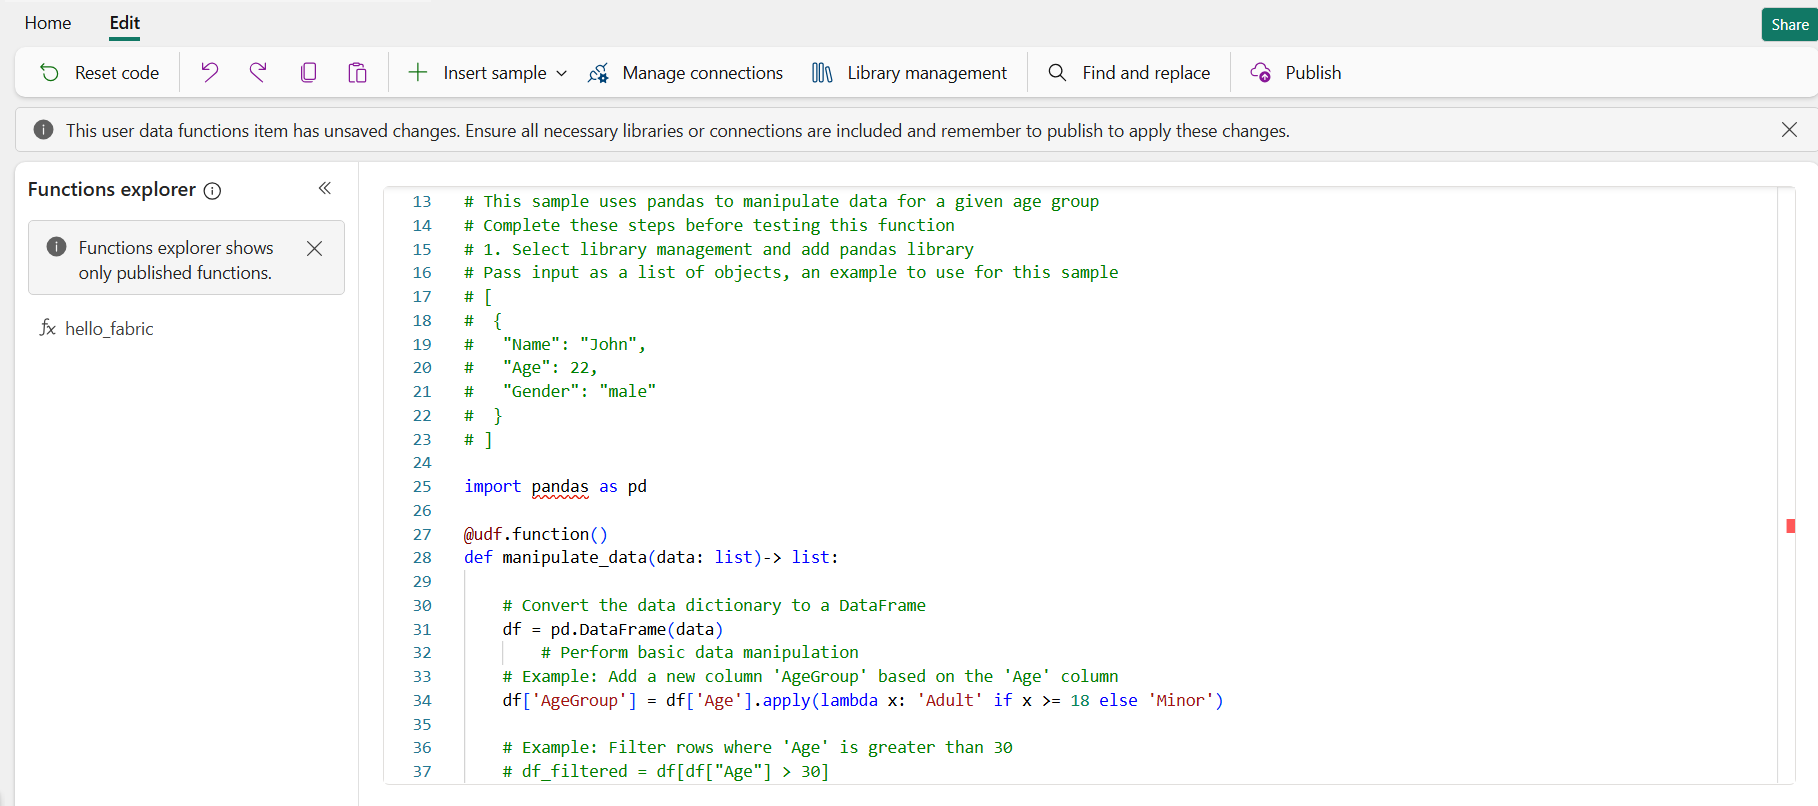 Home Edit Share
Reset code Insert sample Manage connections Library management Find and replace Publish
This user data functions item has unsaved changes. Ensure all necessary libraries or connections are included and remember to publish to apply these changes.
Functions explorer
Functions explorer shows
only published functions.
fx hello_fabric
13 # This sample uses pandas to manipulate data for a given age group
14 # Complete these steps before testing this function
15 # 1. Select library management and add pandas library
16 # Pass input as a list of objects, an example to use for this sample
17 # [
18 #  {
19 #   "Name": "John",
20 #   "Age": 22,
21 #   "Gender": "male"
22 #  }
23 # ]
24
25 import pandas as pd
26
27 @udf.function()
28 def manipulate_data(data: list)-> list:
29
30     # Convert the data dictionary to a DataFrame
31     df = pd.DataFrame(data)
32         # Perform basic data manipulation
33     # Example: Add a new column 'AgeGroup' based on the 'Age' column
34     df['AgeGroup'] = df['Age'].apply(lambda x: 'Adult' if x >= 18 else 'Minor')
35
36     # Example: Filter rows where 'Age' is greater than 30
37     # df_filtered = df[df["Age"] > 30]